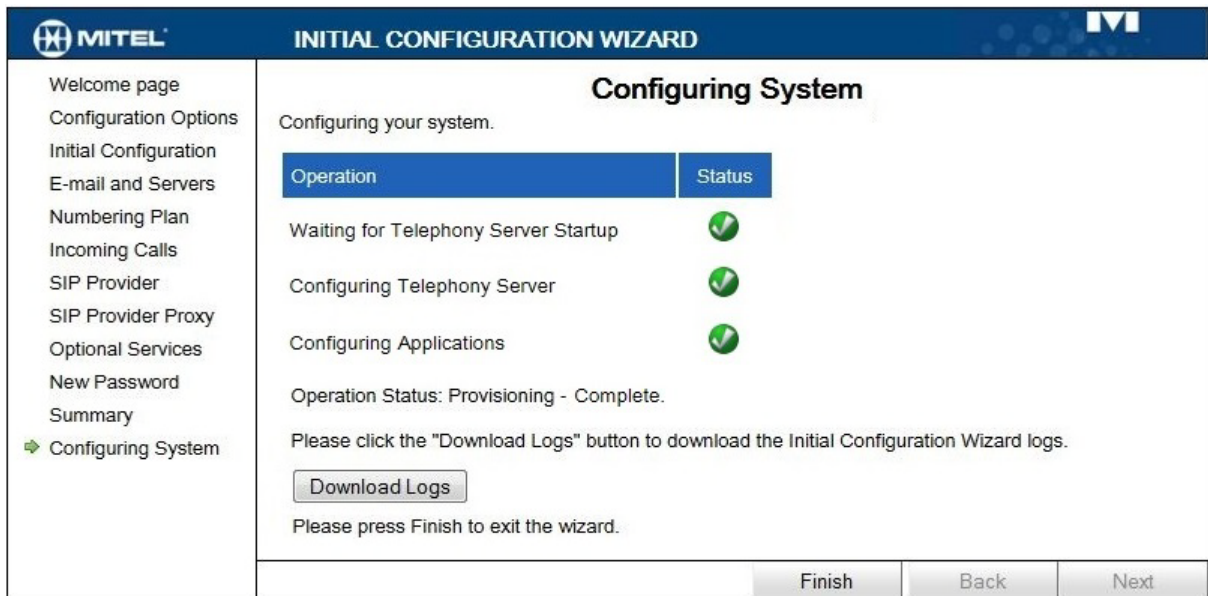 MITEL
INITIAL CONFIGURATION WIZARD
Welcome page
Configuration Options
Initial Configuration
E-mail and Servers
Numbering Plan
Incoming Calls
SIP Provider
SIP Provider Proxy
Optional Services
New Password
Summary
Configuring System
Configuring System
Configuring your system.
Operation Status
Waiting for Telephony Server Startup
Configuring Telephony Server
Configuring Applications
Operation Status: Provisioning - Complete.
Please click the "Download Logs" button to download the Initial Configuration Wizard logs.
Download Logs
Please press Finish to exit the wizard.
Finish Back Next